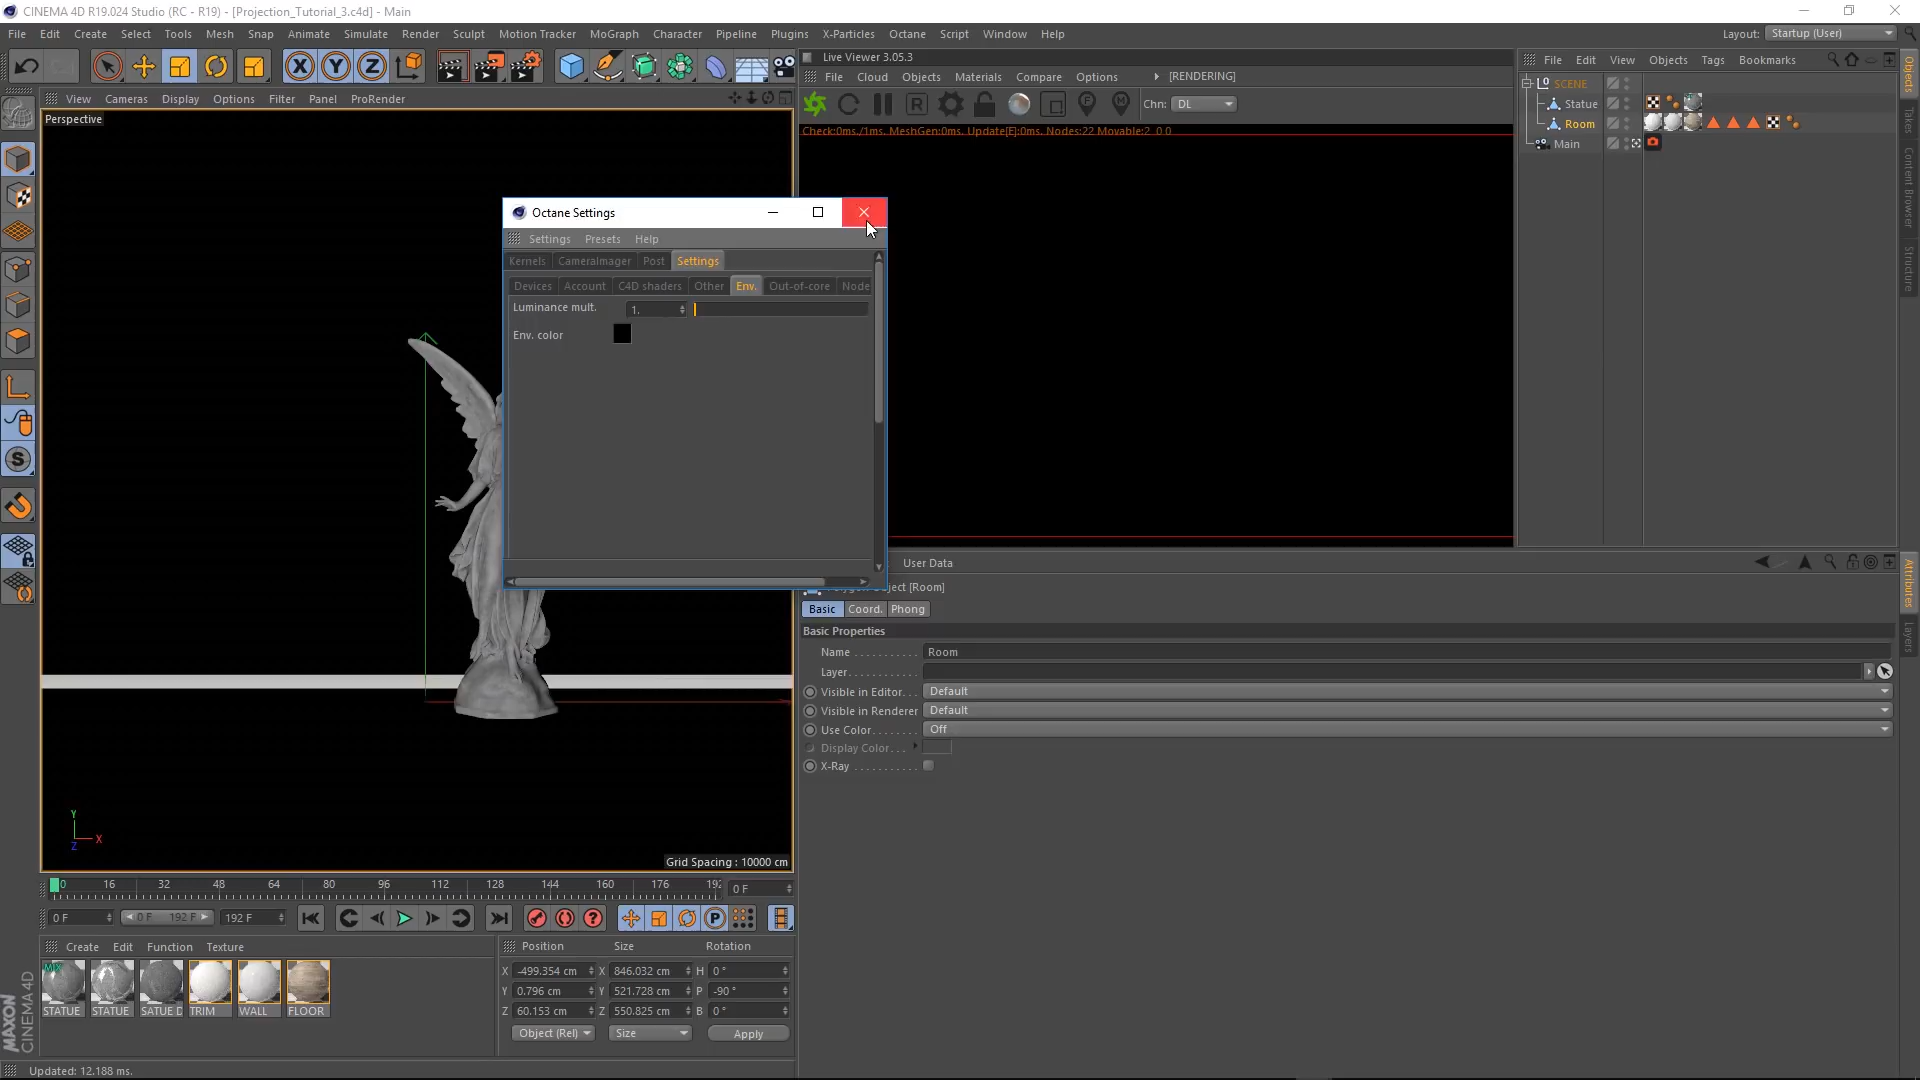 CINEMA 4D R19.024 Studio (RC - R19) - [Projection_Tutorial_3.c4d] - Main
File Edit Create Select Tools Mesh Snap Animate Simulate Render Sculpt Motion Tracker MoGraph Character Pipeline Plugins X-Particles Octane Script Window Help
Layout: Startup (User)
Live Viewer 3.05.3
File Cloud Objects Materials Compare Options [RENDERING]
Chn: DL
Check:0ms./1ms. MeshGen:0ms. Update[E]:0ms. Nodes:22 Movable:2 0 0
View Cameras Display Options Filter Panel ProRender
Perspective
File Edit View Objects Tags Bookmarks
SCENE
Statue
Room
Main
Objects
Takes
Content Browser
Structure
Octane Settings
Settings Presets Help
Kernels CameraImager Post Settings
Devices Account C4D shaders Other Env. Out-of-core Node
Luminance mult. 1.
Env. color
User Data
Object [Room]
Basic Coord. Phong
Basic Properties
Name Room
Layer
Visible in Editor Default
Visible in Renderer Default
Use Color Off
Display Color
X-Ray
Attributes
Layers
Y
X
Z
Grid Spacing : 10000 cm
0 16 32 48 64 80 96 112 128 144 160 176 192 0 F
0 F 0 F 192 F 192 F
Create Edit Function Texture
MIX
STATUE STATUE SATUE D TRIM WALL FLOOR
Position Size Rotation
X -499.354 cm X 846.032 cm H 0 °
Y 0.796 cm Y 521.728 cm P -90 °
Z 60.153 cm Z 550.825 cm B 0 °
Object (Rel) Size Apply
MAXON CINEMA 4D
Updated: 12.188 ms.